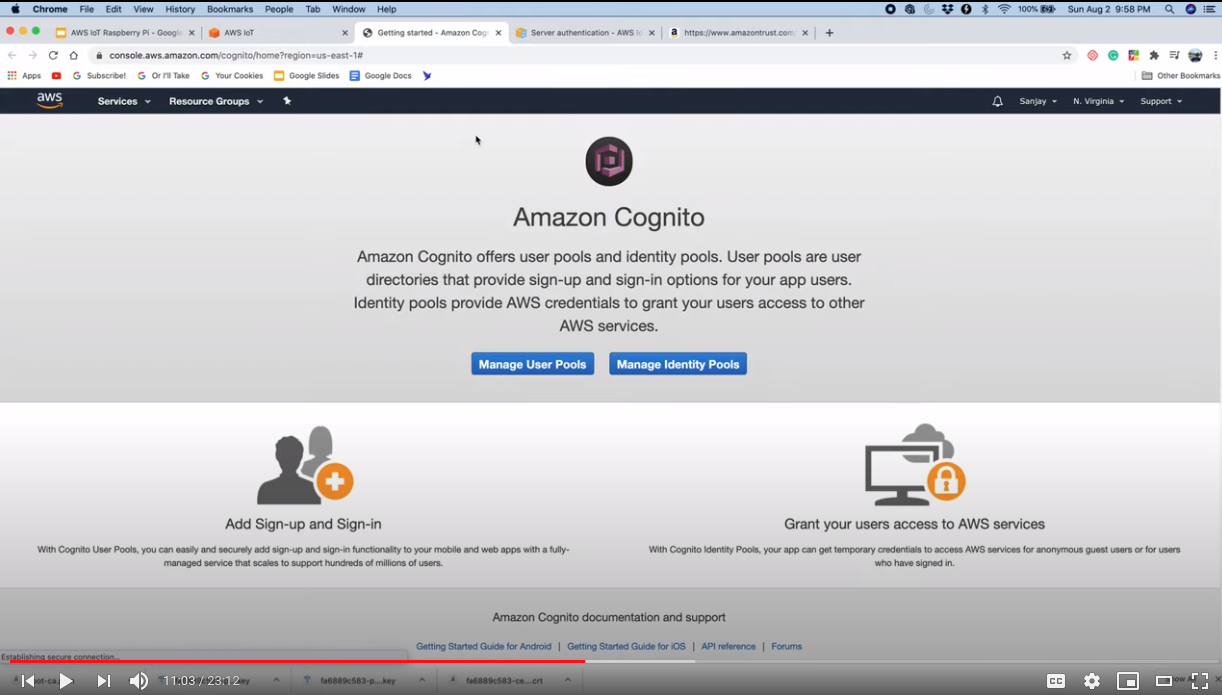 Chrome File Edit View History Bookmarks People Tab Window Help 100% Sun Aug 2 9:58 PM
AWS IoT Raspberry Pi - Google AWS IoT Getting started - Amazon Cog Server authentication - AWS Io https://www.amazontrust.com
console.aws.amazon.com/cognito/home?region=us-east-1#
Apps Subscribe! Or I'll Take Your Cookies Google Slides Google Docs Other Bookmarks
aws Services Resource Groups Sanjay N. Virginia Support
Amazon Cognito
Amazon Cognito offers user pools and identity pools. User pools are user
directories that provide sign-up and sign-in options for your app users.
Identity pools provide AWS credentials to grant your users access to other
AWS services.
Manage User Pools Manage Identity Pools
Add Sign-up and Sign-in
With Cognito User Pools, you can easily and securely add sign-up and sign-in functionality to your mobile and web apps with a fully-
managed service that scales to support hundreds of millions of users.
Grant your users access to AWS services
With Cognito Identity Pools, your app can get temporary credentials to access AWS services for anonymous guest users or for users
who have signed in.
Amazon Cognito documentation and support
Getting Started Guide for Android | Getting Started Guide for iOS | API reference | Forums
Establishing secure connection...
fa6889c583-p....key fa6889c583-ce....crt
11:03 / 23:12 CC